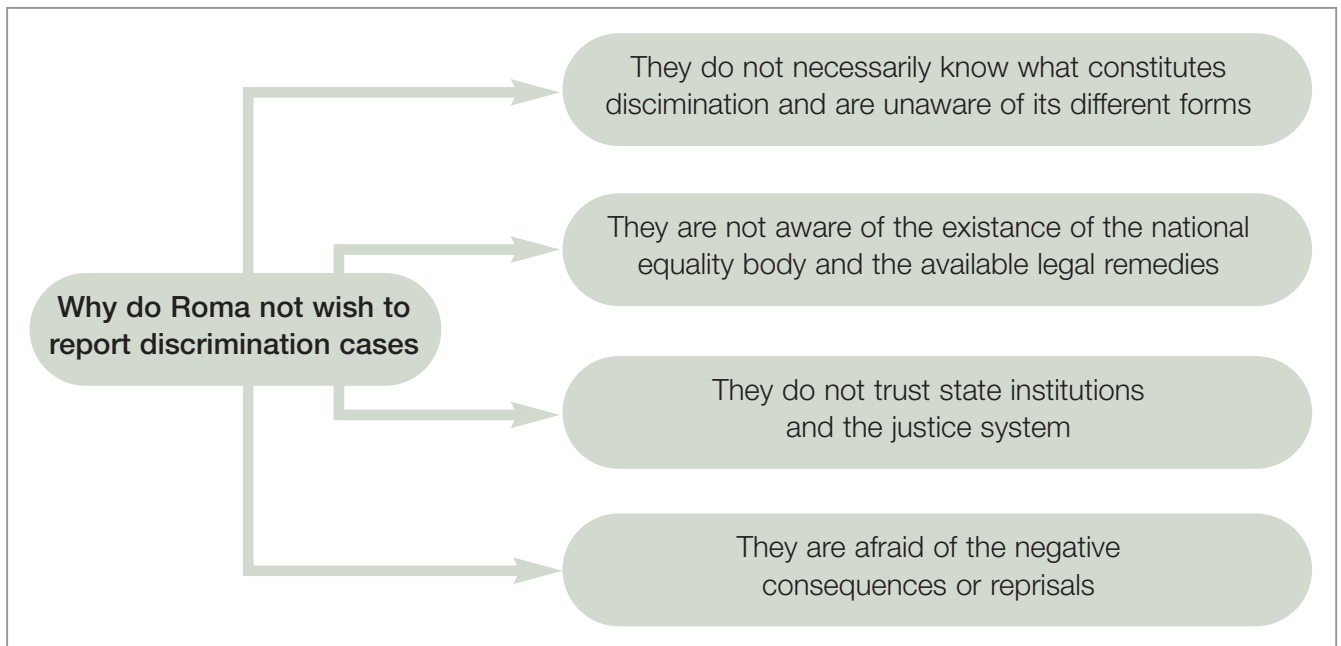 They do not necessarily know what constitutes
discimination and are unaware of its different forms
They are not aware of the existance of the national
equality body and the available legal remedies
Why do Roma not wish to
report discrimination cases
They do not trust state institutions
and the justice system
They are afraid of the negative
consequences or reprisals